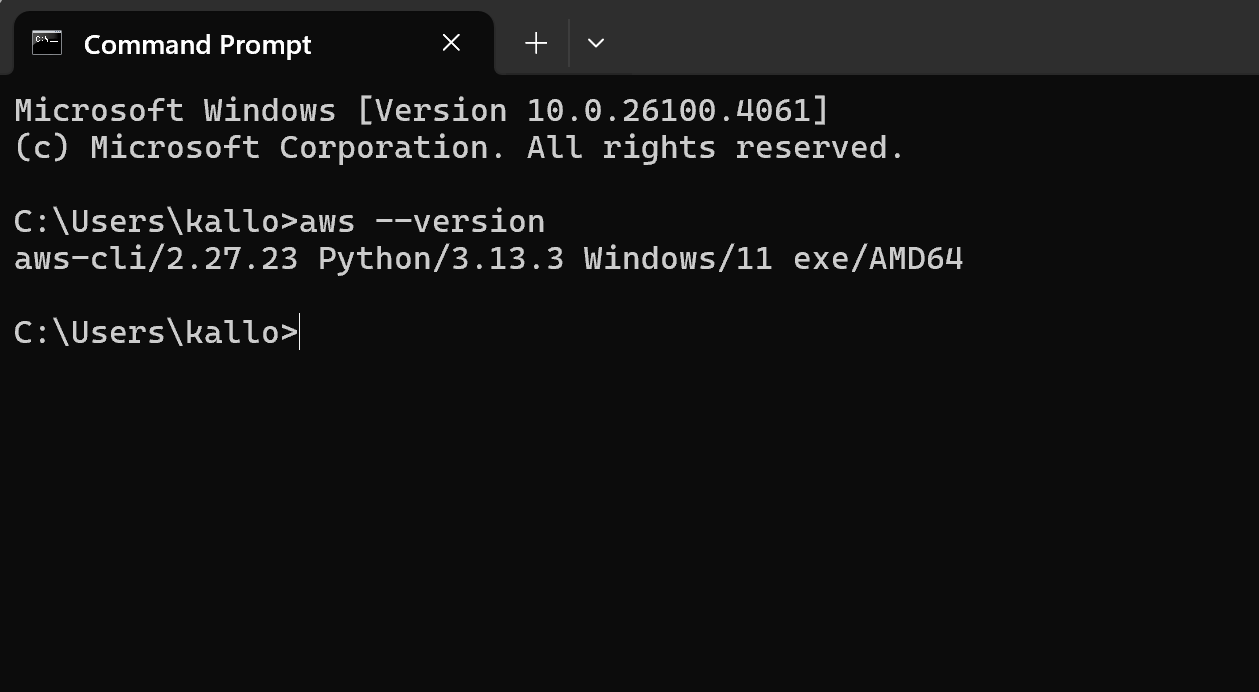 Command Prompt
Microsoft Windows [Version 10.0.26100.4061]
(c) Microsoft Corporation. All rights reserved.
C:\Users\kallo>aws --version
aws-cli/2.27.23 Python/3.13.3 Windows/11 exe/AMD64
C:\Users\kallo>